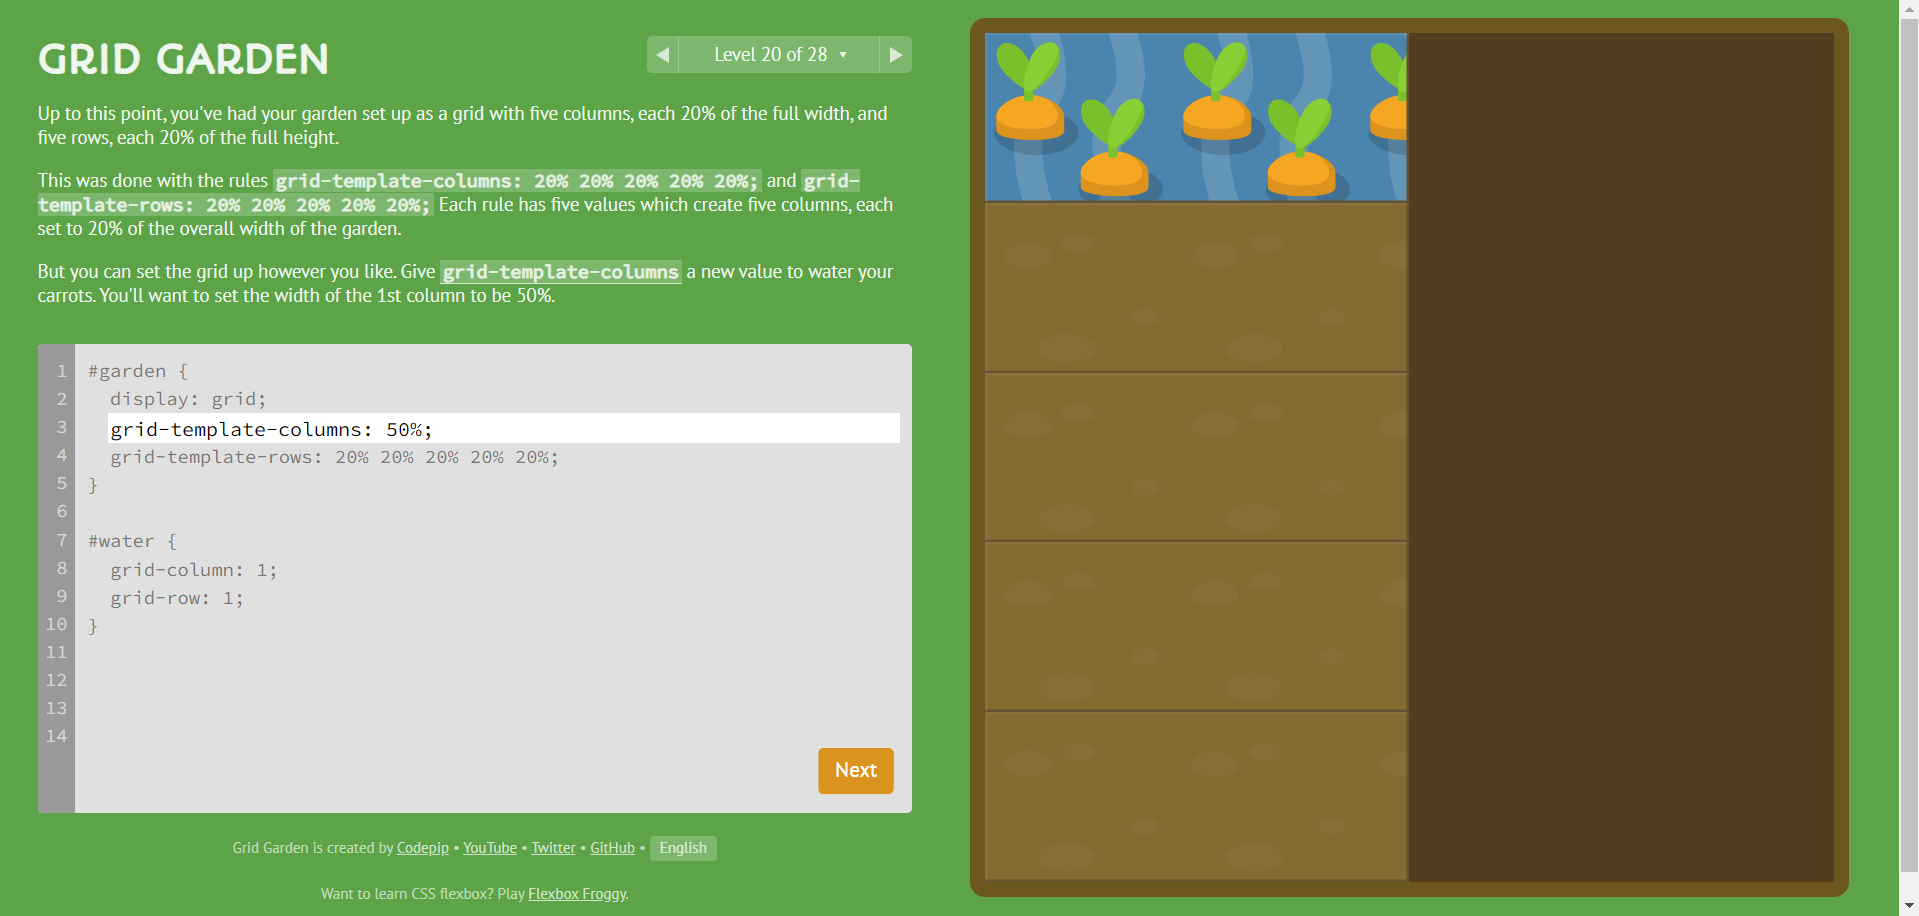 GRID GARDEN
◀ Level 20 of 28 ▾ ▶
Up to this point, you've had your garden set up as a grid with five columns, each 20% of the full width, and
five rows, each 20% of the full height.
This was done with the rules grid-template-columns: 20% 20% 20% 20% 20%; and grid-
template-rows: 20% 20% 20% 20% 20%; Each rule has five values which create five columns, each
set to 20% of the overall width of the garden.
But you can set the grid up however you like. Give grid-template-columns a new value to water your
carrots. You'll want to set the width of the 1st column to be 50%.
1 #garden {
2 display: grid;
3 grid-template-columns: 50%;
4 grid-template-rows: 20% 20% 20% 20% 20%;
5 }
6
7 #water {
8 grid-column: 1;
9 grid-row: 1;
10 }
11
12
13
14
Next
Grid Garden is created by Codepip • YouTube • Twitter • GitHub • English
Want to learn CSS flexbox? Play Flexbox Froggy.